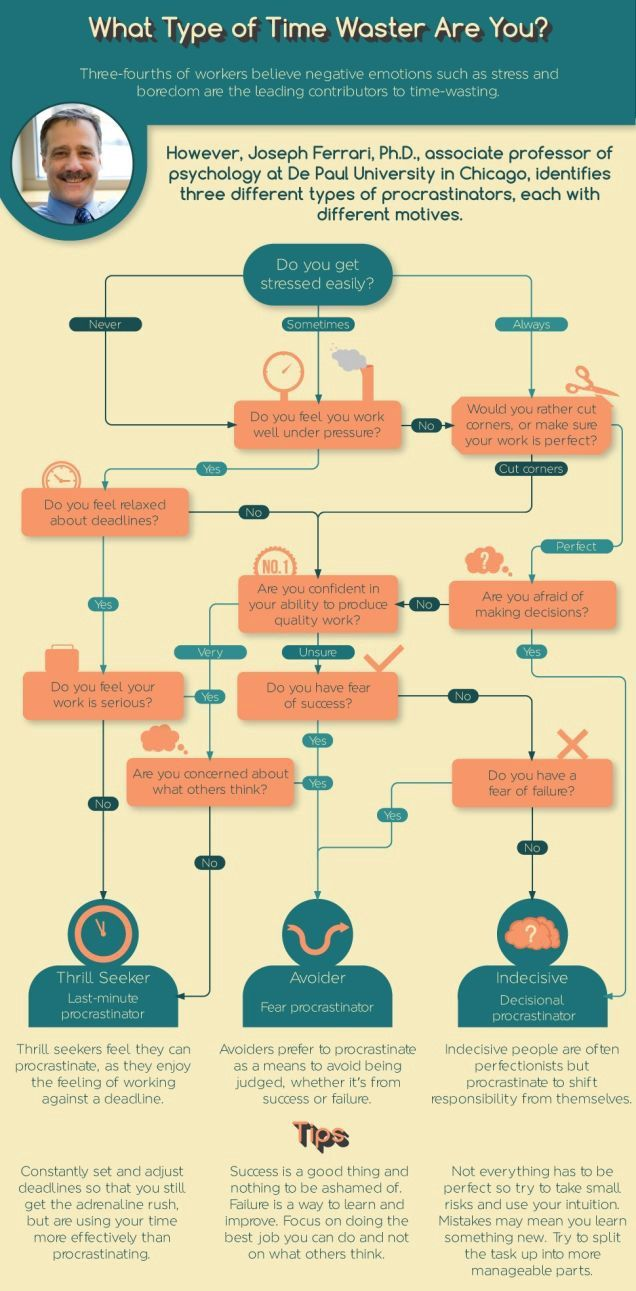 What Type of Time Waster Are You?
Three-fourths of workers believe negative emotions such as stress and
boredom are the leading contributors to time-wasting.
However, Joseph Ferrari, Ph.D., associate professor of
psychology at De Paul University in Chicago, identifies
three different types of procrastinators, each with
different motives.
Do you get
stressed easily?
Never
Sometimes
Always
Do you feel you work
well under pressure?
No
Would you rather cut
corners, or make sure
your work is perfect?
Yes
Cut corners
Do you feel relaxed
about deadlines?
No
Perfect
NO.1
Are you confident in
your ability to produce
quality work?
No
?
Are you afraid of
making decisions?
Yes
Very
Unsure
Yes
Do you feel your
work is serious?
Yes
Do you have fear
of success?
No
Yes
Are you concerned about
what others think?
Yes
Do you have a
fear of failure?
No
Yes
No
No
?
Thrill Seeker
Last-minute
procrastinator
Avoider
Fear procrastinator
Indecisive
Decisional
procrastinator
Thrill seekers feel they can
procrastinate, as they enjoy
the feeling of working
against a deadline.
Avoiders prefer to procrastinate
as a means to avoid being
judged, whether it's from
success or failure.
Indecisive people are often
perfectionists but
procrastinate to shift
responsibility from themselves.
Tips
Constantly set and adjust
deadlines so that you still
get the adrenaline rush,
but are using your time
more effectively than
procrastinating.
Success is a good thing and
nothing to be ashamed of.
Failure is a way to learn and
improve. Focus on doing the
best job you can do and not
on what others think.
Not everything has to be
perfect so try to take small
risks and use your intuition.
Mistakes may mean you learn
something new. Try to split
the task up into more
manageable parts.